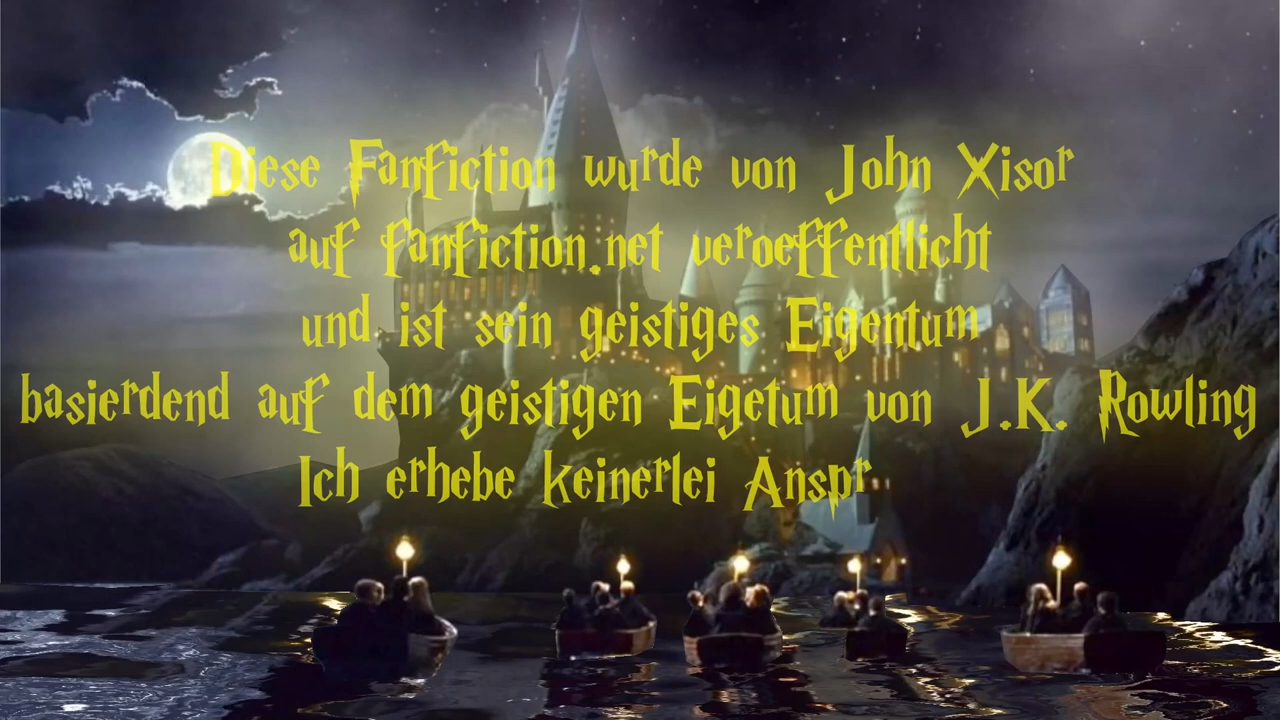 Diese Fanfiction wurde von John Xisor
auf fanfiction.net veroeffentlicht
und ist sein geistiges Eigentum
basierdend auf dem geistigen Eigetum von J.K. Rowling
Ich erhebe keinerlei Anspr